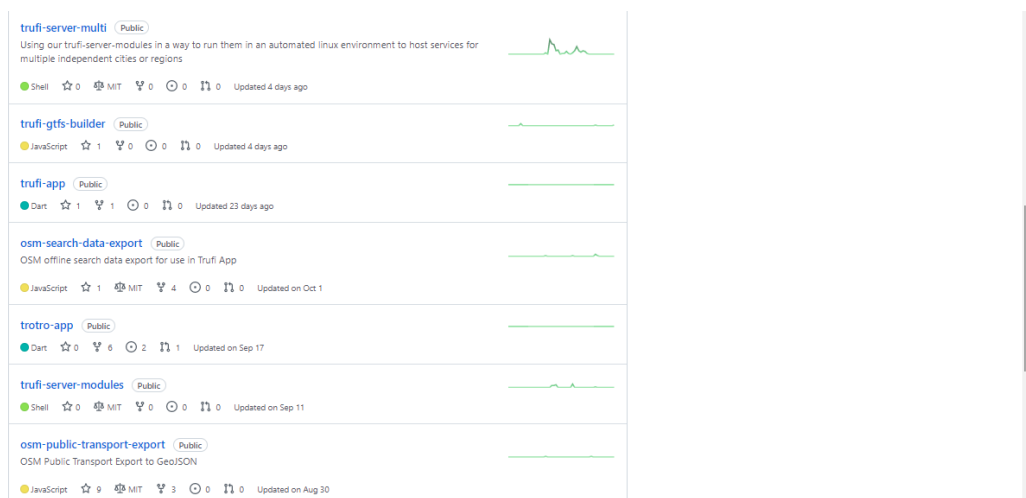 trufi-server-multi Public
Using our trufi-server-modules in a way to run them in an automated linux environment to host services for
multiple independent cities or regions
Shell 0 MIT 0 0 0 Updated 4 days ago
trufi-gtfs-builder Public
JavaScript 1 0 0 0 Updated 4 days ago
trufi-app Public
Dart 1 1 0 0 Updated 23 days ago
osm-search-data-export Public
OSM offline search data export for use in Trufi App
JavaScript 1 MIT 4 0 0 Updated on Oct 1
trotro-app Public
Dart 0 6 2 1 Updated on Sep 17
trufi-server-modules Public
Shell 0 MIT 0 0 0 Updated on Sep 11
osm-public-transport-export Public
OSM Public Transport Export to GeoJSON
JavaScript 9 MIT 3 0 0 Updated on Aug 30